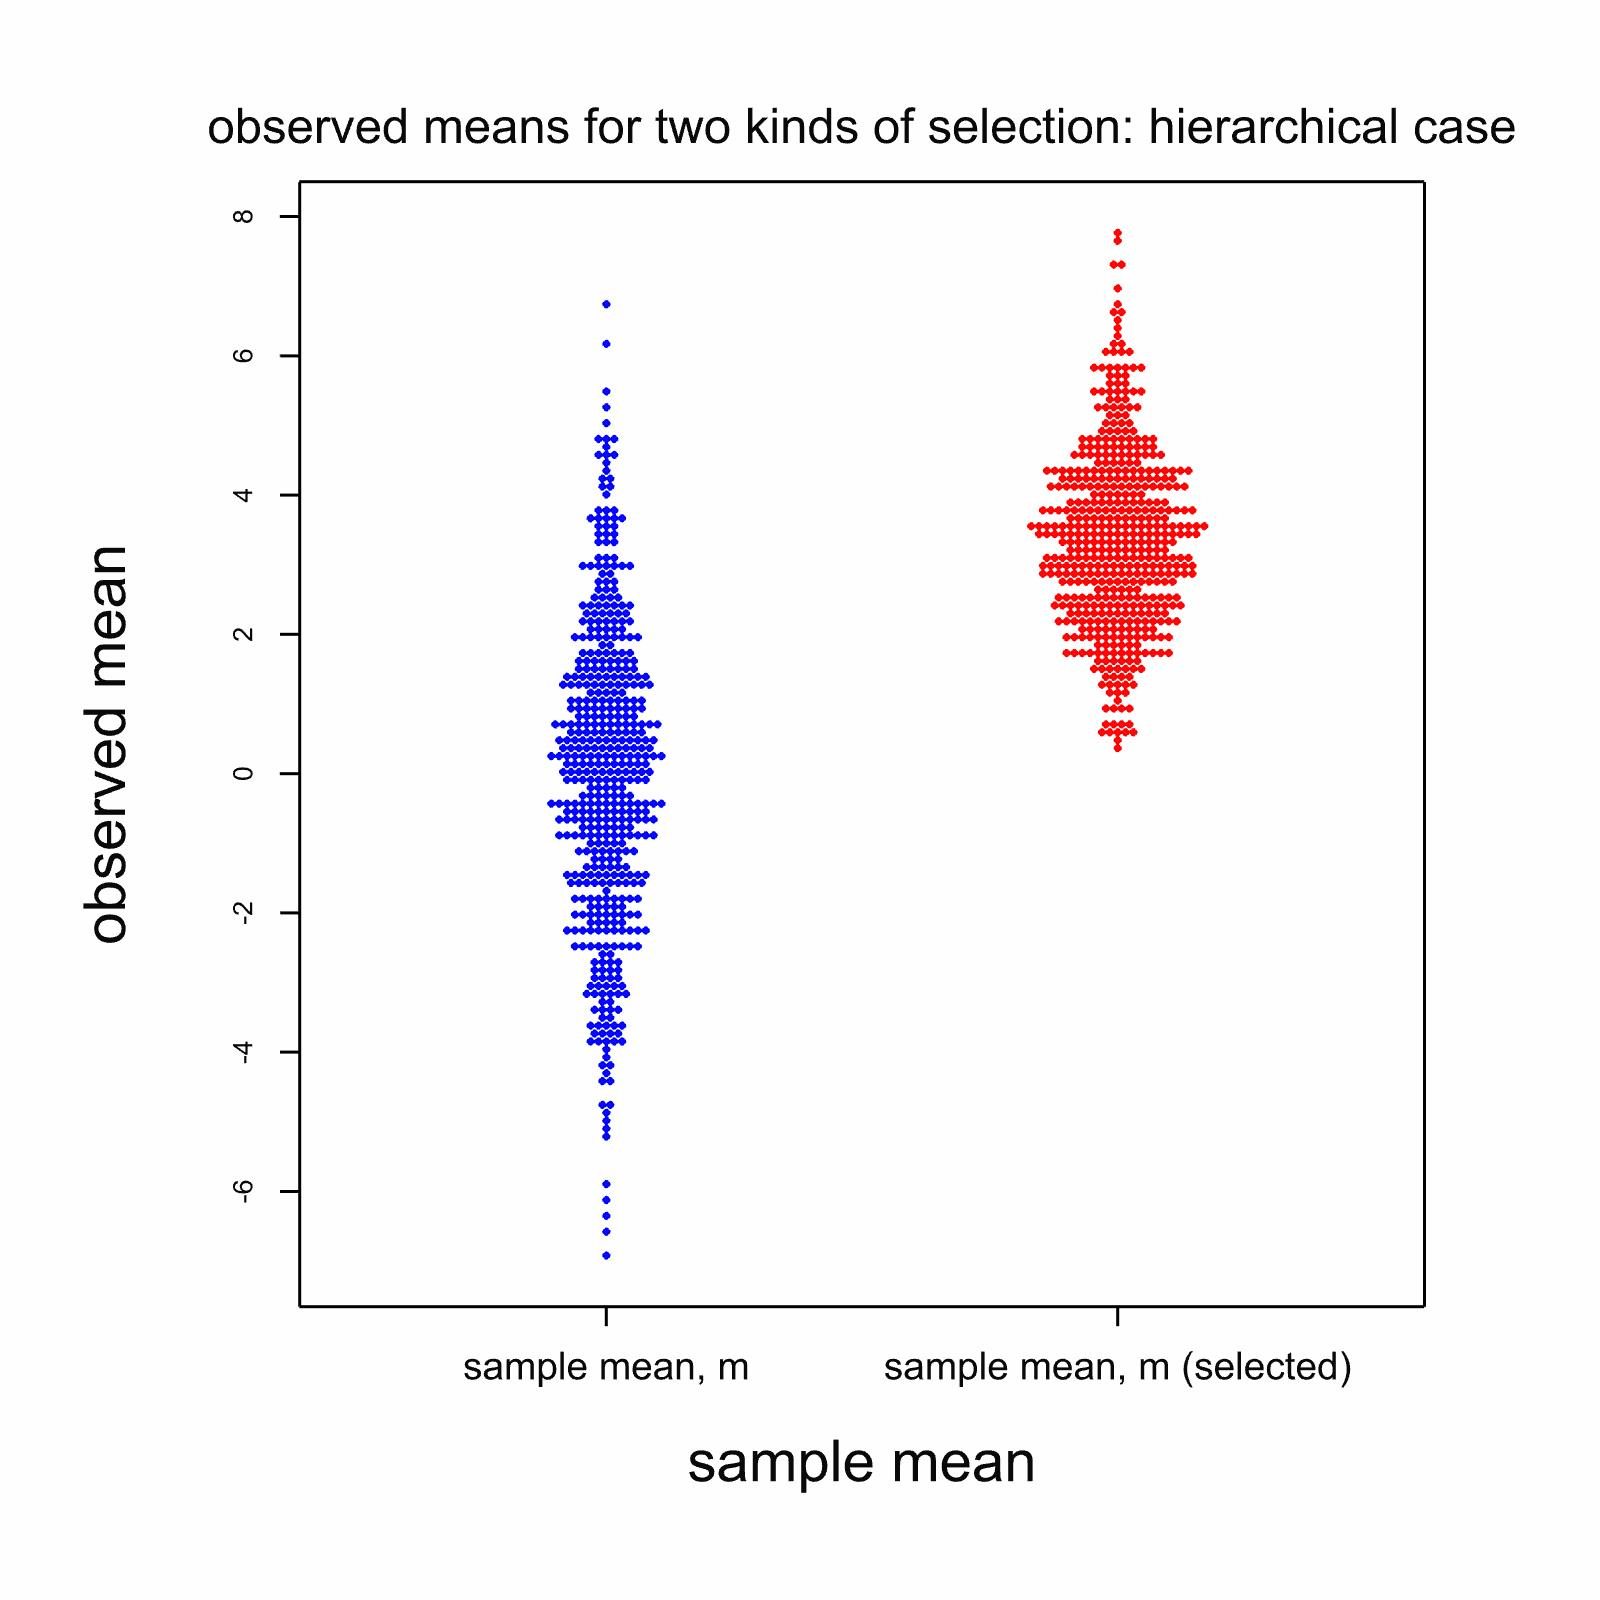 observed means for two kinds of selection: hierarchical case
8
6
4
2
0
-2
-4
-6
observed mean
sample mean, m
sample mean, m (selected)
sample mean